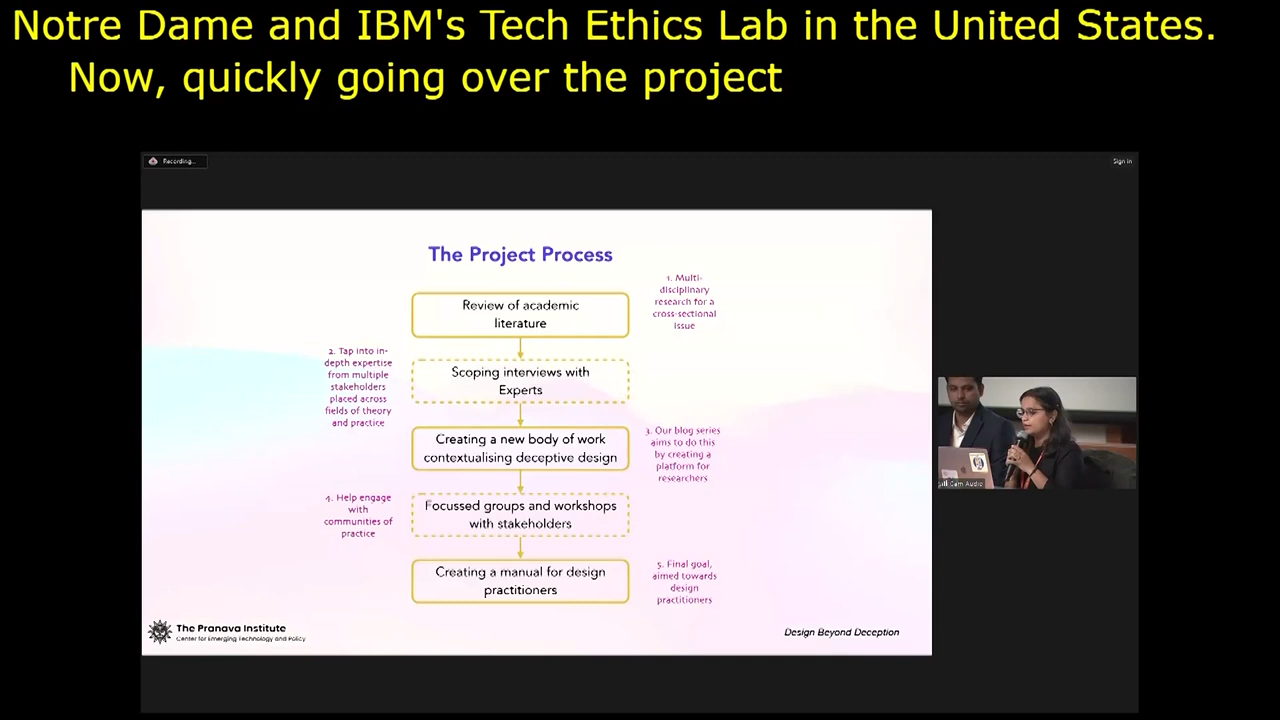 Notre Dame and IBM's Tech Ethics Lab in the United States.
Now, quickly going over the project
Recording...
Sign in
The Project Process
Review of academic
literature
1. Multi-
disciplinary
research for a
cross-sectional
issue
2. Tap into in-
depth expertise
from multiple
stakeholders
placed across
fields of theory
and practice
Scoping interviews with
Experts
Creating a new body of work
contextualising deceptive design
3. Our blog series
aims to do this
by creating a
platform for
researchers
4. Help engage
with
communities of
practice
Focussed groups and workshops
with stakeholders
Creating a manual for design
practitioners
5. Final goal,
aimed towards
design
practitioners
The Pranava Institute
Center for Emerging Technology and Policy
Design Beyond Deception
Cam Audio